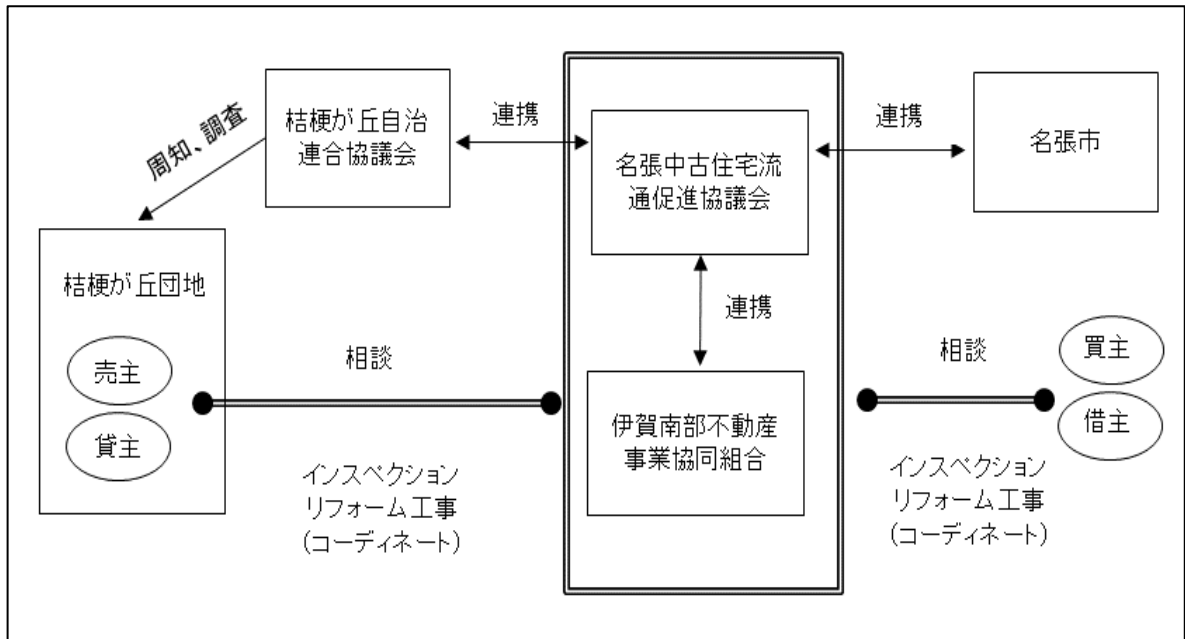 桔梗が丘自治
連合協議会
連携
名張中古住宅流
通促進協議会
連携
名張市
周知、調査
桔梗が丘団地
売主
貸主
相談
インスペクション
リフォーム工事
(コーディネート)
連携
伊賀南部不動産
事業協同組合
相談
買主
借主
インスペクション
リフォーム工事
(コーディネート)